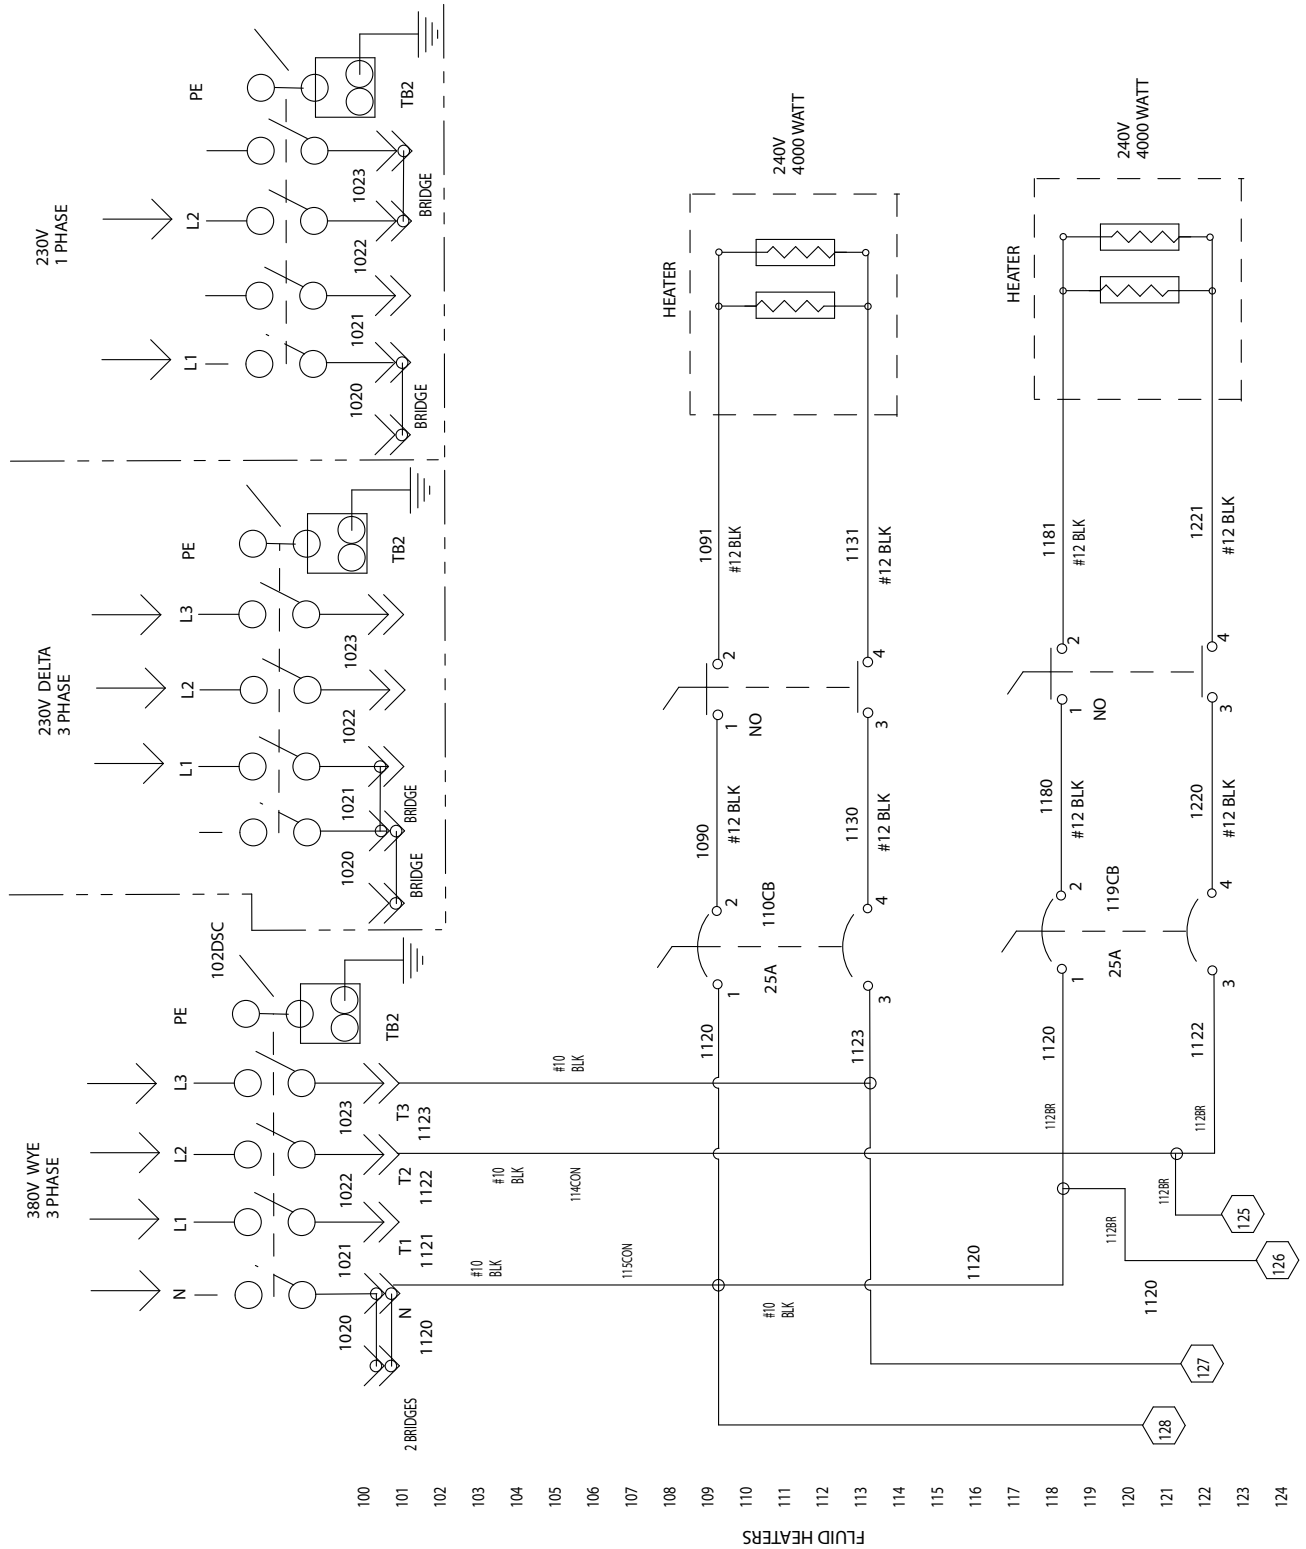 380V WYE
3 PHASE
N
L1
L2
L3
PE
102DSC
1020
1021
1022
1023
N
1120
T1
1121
T2
1122
T3
1123
TB2
2 BRIDGES
230V DELTA
3 PHASE
L1
L2
L3
PE
1020
1021
1022
1023
BRIDGE
BRIDGE
TB2
230V
1 PHASE
L1
L2
PE
1020
1021
1022
1023
BRIDGE
BRIDGE
TB2
#10
BLK
#10
BLK
#10
BLK
114CON
115CON
#10
BLK
1120
1
2
25A
110CB
1090
#12 BLK
1
2
NO
1091
#12 BLK
HEATER
240V
4000 WATT
1123
3
4
1130
#12 BLK
3
4
1131
#12 BLK
1120
112BR
1120
1
2
25A
119CB
1180
#12 BLK
1
2
NO
1181
#12 BLK
HEATER
240V
4000 WATT
112BR
1122
3
4
1220
#12 BLK
3
4
1221
#12 BLK
112BR
125
112BR
126
1120
127
128
100
101
102
103
104
105
106
107
108
109
110
111
112
113
114
115
116
117
118
119
120
121
122
123
124
FLUID HEATERS